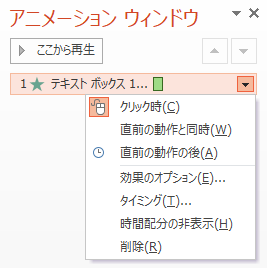 アニメーション ウィンドウ
ここから再生
1 テキスト ボックス 1...
クリック時(C)
直前の動作と同時(W)
直前の動作の後(A)
効果のオプション(E)...
タイミング(T)...
時間配分の非表示(H)
削除(R)